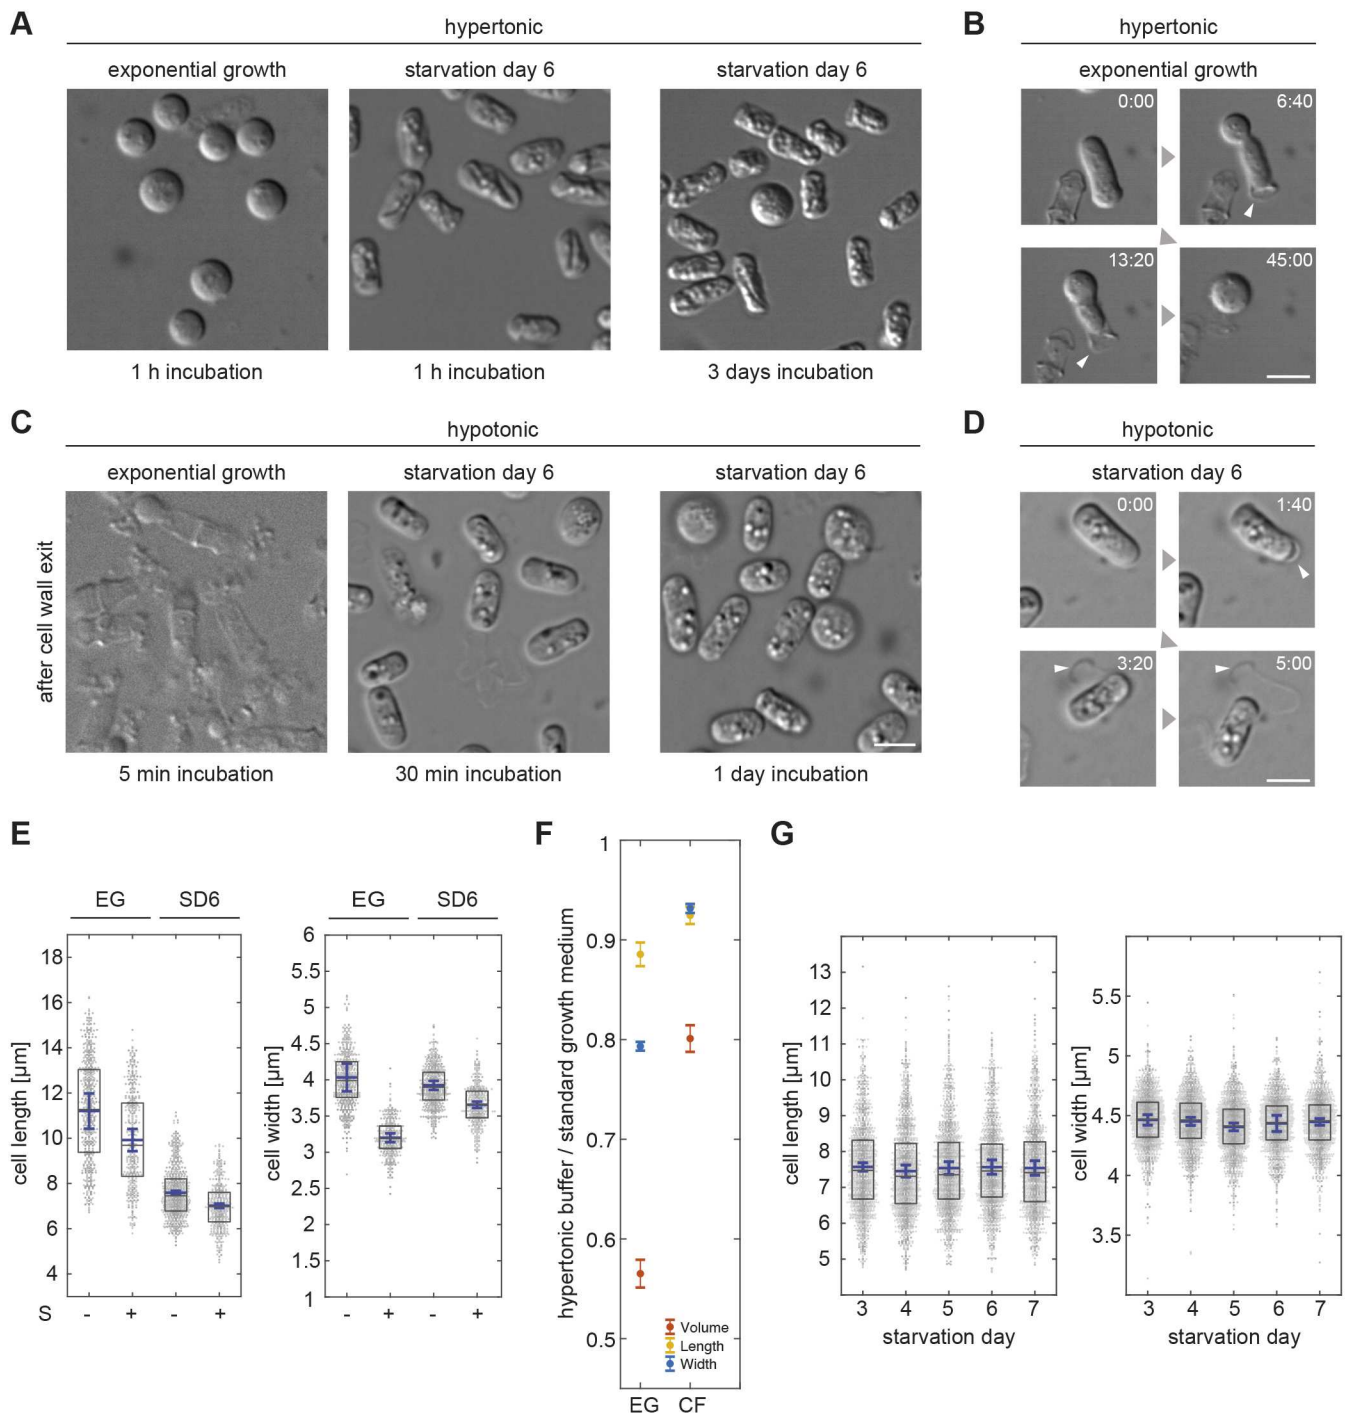 A
hypertonic
exponential growth
starvation day 6
starvation day 6
1 h incubation
1 h incubation
3 days incubation
B
hypertonic
exponential growth
0:00
6:40
13:20
45:00
C
hypotonic
exponential growth
starvation day 6
starvation day 6
after cell wall exit
5 min incubation
30 min incubation
1 day incubation
D
hypotonic
starvation day 6
0:00
1:40
3:20
5:00
E
EG
SD6
18
16
14
12
10
8
6
4
cell length [µm]
S
-
+
-
+
EG
SD6
6
5.5
5
4.5
4
3.5
3
2.5
2
1.5
1
cell width [µm]
-
+
-
+
F
1
0.9
0.8
0.7
0.6
0.5
hypertonic buffer / standard growth medium
Volume
Length
Width
EG
CF
G
13
12
11
10
9
8
7
6
5
cell length [µm]
3
4
5
6
7
starvation day
5.5
5
4.5
4
3.5
cell width [µm]
3
4
5
6
7
starvation day